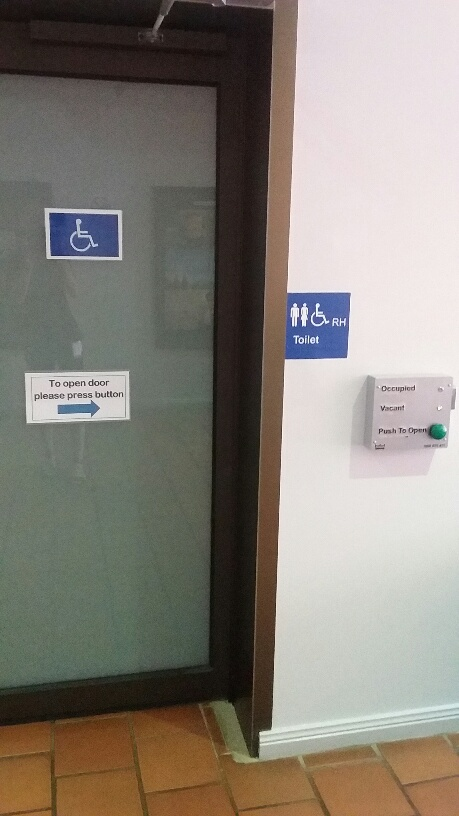 To open door
please press button
RH
Toilet
Occupied
Vacant
Push To Open